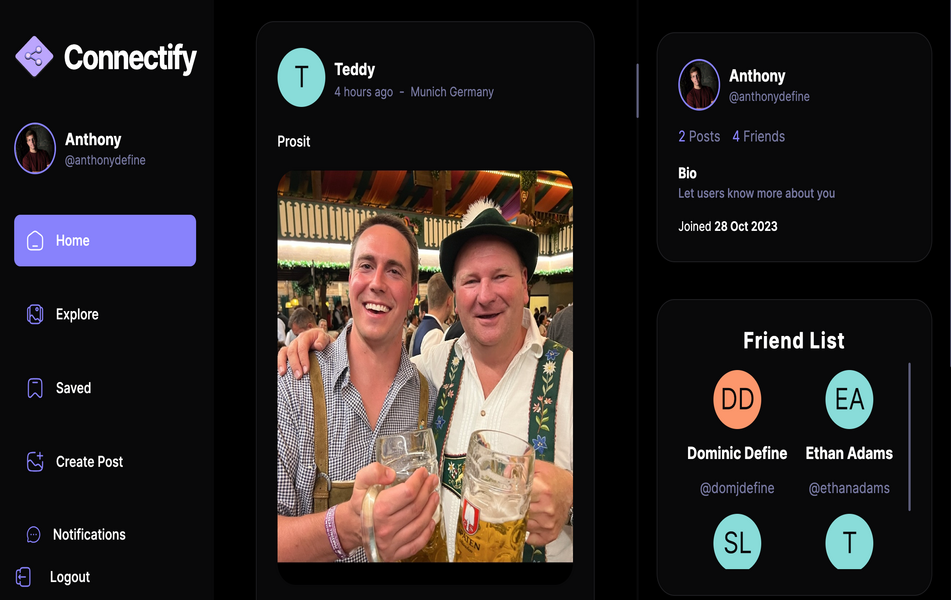 Connectify
Anthony
@anthonydefine
Home
Explore
Saved
Create Post
Notifications
Logout
T
Teddy
4 hours ago - Munich Germany
Prosit
Anthony
@anthonydefine
2 Posts 4 Friends
Bio
Let users know more about you
Joined 28 Oct 2023
Friend List
DD EA
Dominic Define Ethan Adams
@domjdefine @ethanadams
SL T